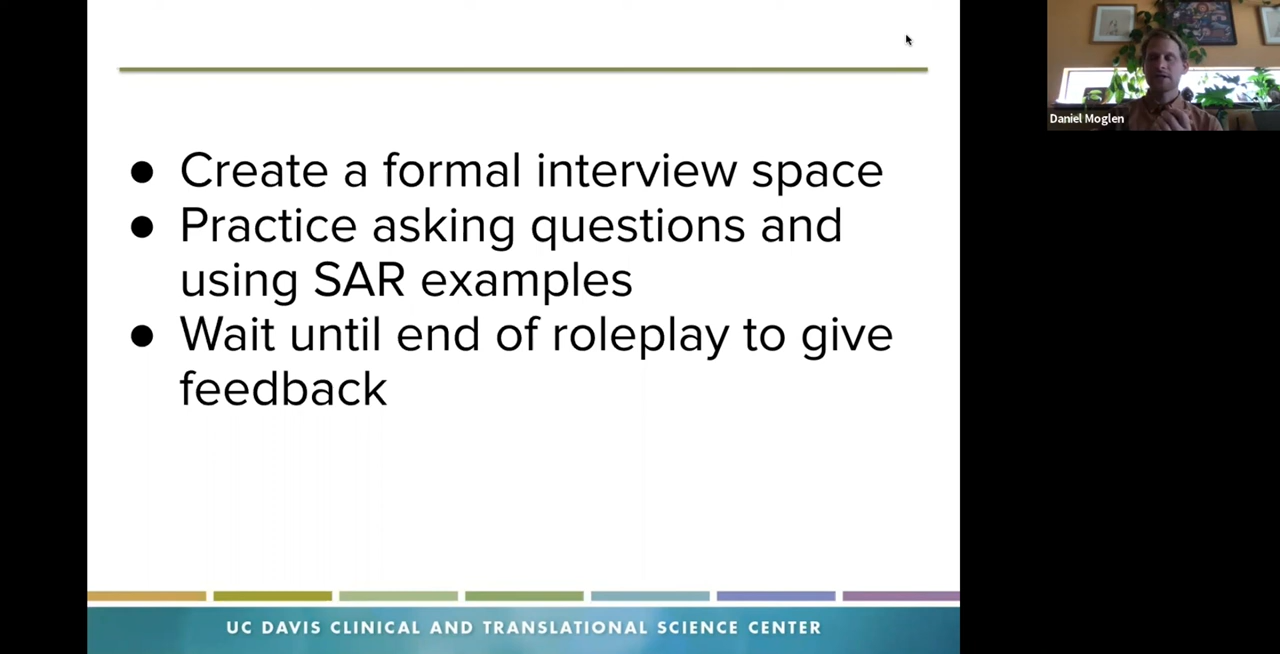 ● Create a formal interview space
● Practice asking questions and
using SAR examples
● Wait until end of roleplay to give
feedback
UC DAVIS CLINICAL AND TRANSLATIONAL SCIENCE CENTER
Daniel Moglen